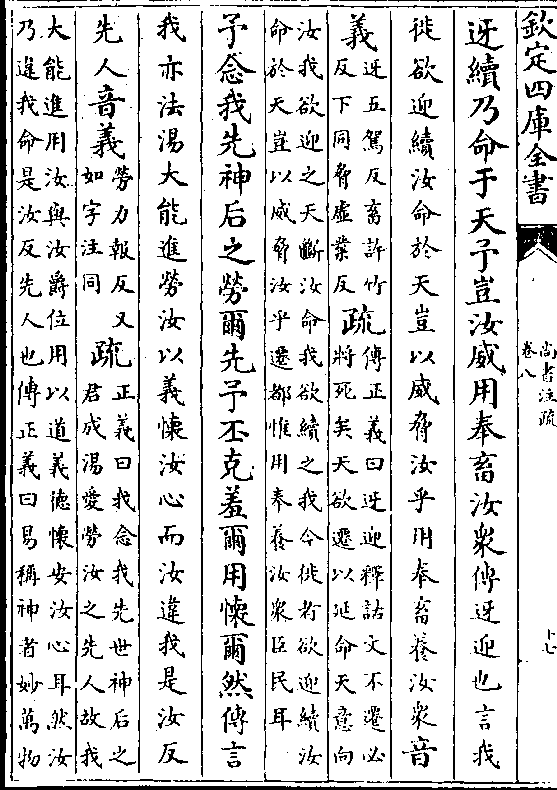 欽定四庫全書
尚書注疏
卷八
十七
迓續乃命于天予豈汝威用奉畜汝衆傳迓迎也言我
徙欲迎續汝命於天豈以威脅汝乎用奉畜養汝衆音
義迓五駕反畜許竹
反下同脅虛業反
疏傳正義曰迓迎釋詁文不遷必
將死矣天欲遷以延命天意向
汝我欲迎之天斷汝命我欲續之我今徙者欲迎續汝
命於天豈以威脅汝乎遷都惟用奉養汝衆臣民耳
予念我先神后之勞爾先予丕克羞爾用懷爾然傳言
我亦法湯大能進勞汝以義懷汝心而汝違我是汝反
先人音義勞力報反又
如字注同
疏正義曰我念我先世神后之
君成湯愛勞汝之先人故我
大能進用汝與汝爵位用以道義德懷安汝心耳然汝
乃違我命是汝反先人也傳正義曰易稱神者妙萬物